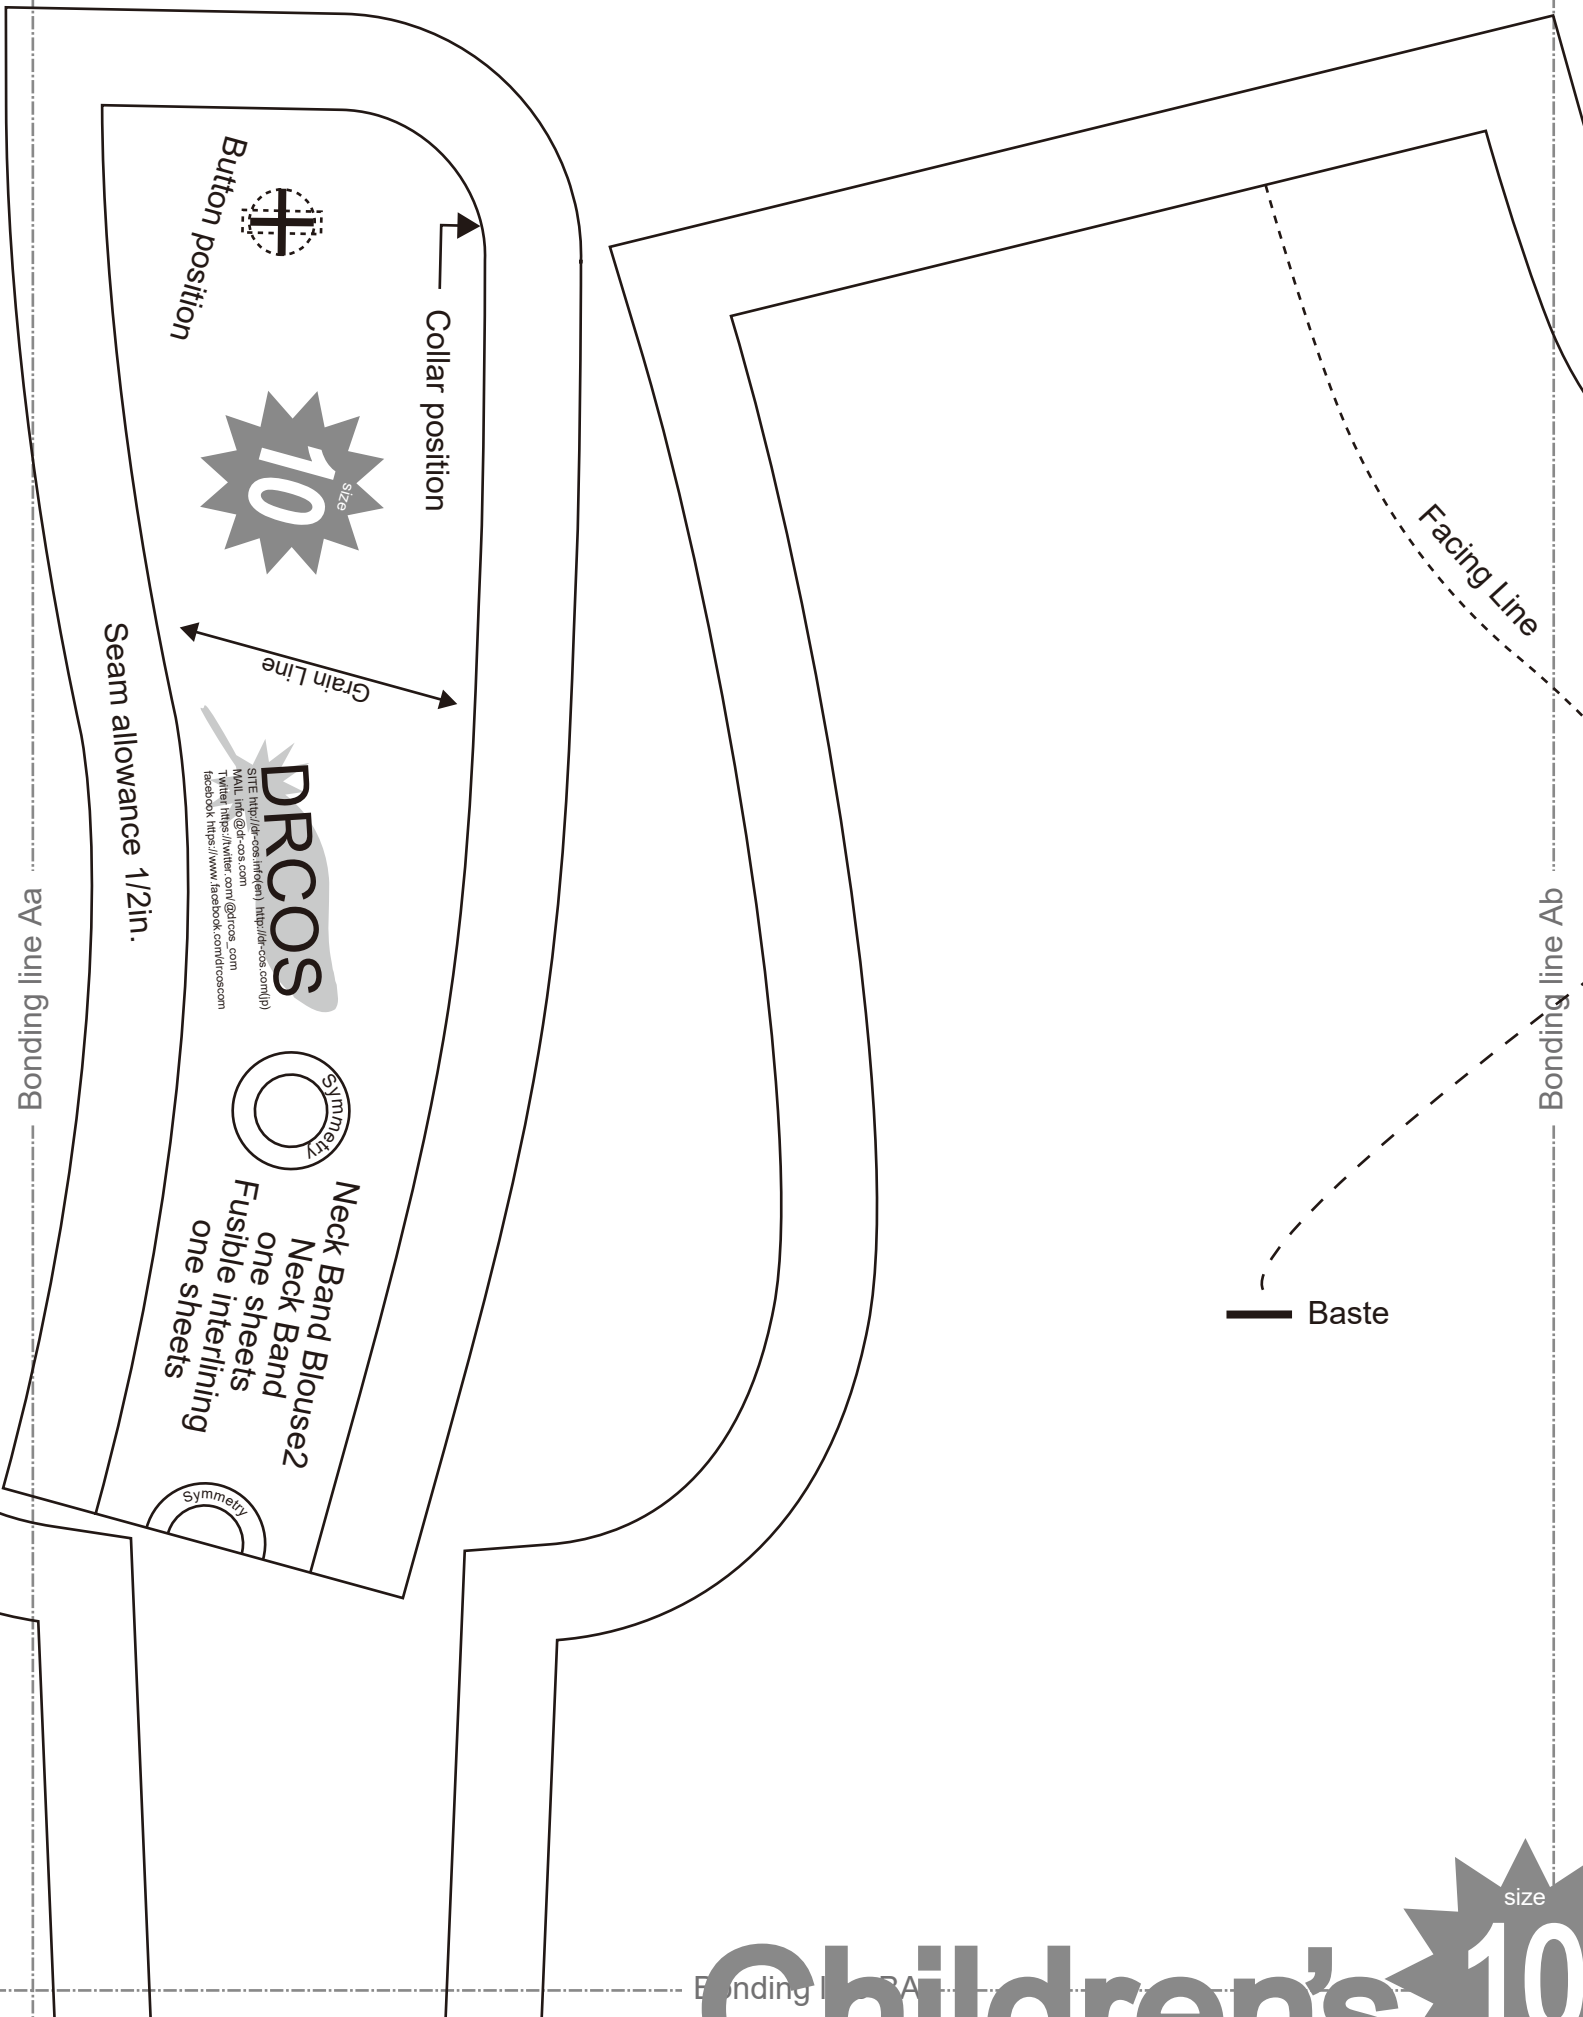 Button position
Collar position
size
10
Facing Line
Grain Line
Seam allowance 1/2in.
DRCOS
SITE http://dr-cos.info(en) http://dr-cos.com(jp)
MAIL info@dr-cos.com
Twitter https://twitter.com/@drcos_com
facebook https://www.facebook.com/drcoscom
Bonding line Aa
Bonding line Ab
Symmetry
Neck Band Blouse2
Neck Band
one sheets
Fusible interlining
one sheets
Baste
Symmetry
size
10
Children's
Bonding